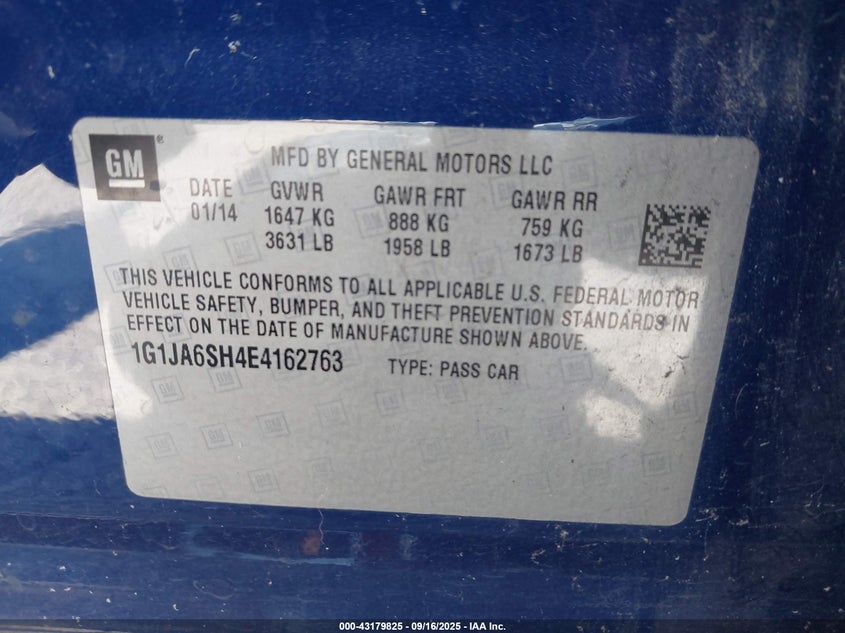 GM
MFD BY GENERAL MOTORS LLC
DATE GVWR GAWR FRT GAWR RR
01/14 1647 KG 888 KG 759 KG
3631 LB 1958 LB 1673 LB
THIS VEHICLE CONFORMS TO ALL APPLICABLE U.S. FEDERAL MOTOR
VEHICLE SAFETY, BUMPER, AND THEFT PREVENTION STANDARDS IN
EFFECT ON THE DATE OF MANUFACTURE SHOWN ABOVE.
1G1JA6SH4E4162763 TYPE: PASS CAR
000-43179825 - 09/16/2025 - IAA Inc.